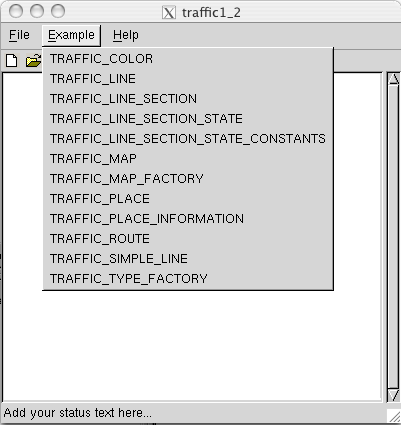 traffic1_2
File Example Help
TRAFFIC_COLOR
TRAFFIC_LINE
TRAFFIC_LINE_SECTION
TRAFFIC_LINE_SECTION_STATE
TRAFFIC_LINE_SECTION_STATE_CONSTANTS
TRAFFIC_MAP
TRAFFIC_MAP_FACTORY
TRAFFIC_PLACE
TRAFFIC_PLACE_INFORMATION
TRAFFIC_ROUTE
TRAFFIC_SIMPLE_LINE
TRAFFIC_TYPE_FACTORY
Add your status text here...